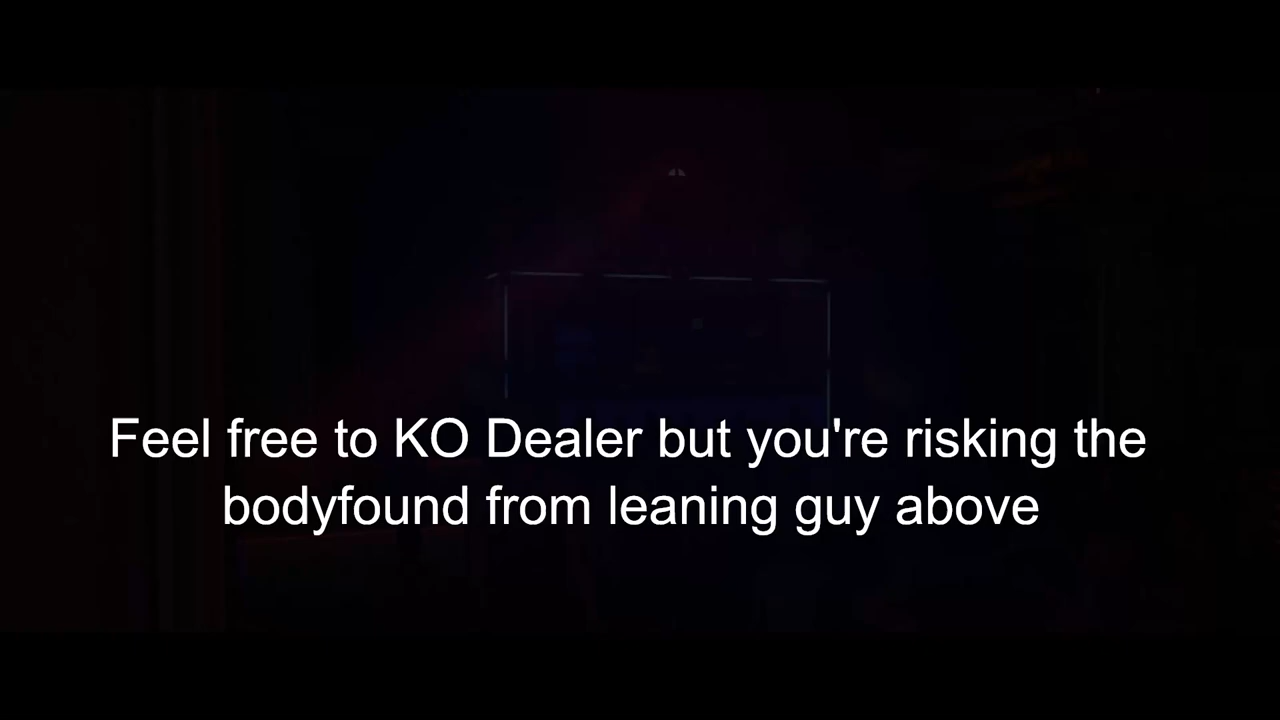 Feel free to KO Dealer but you're risking the
bodyfound from leaning guy above